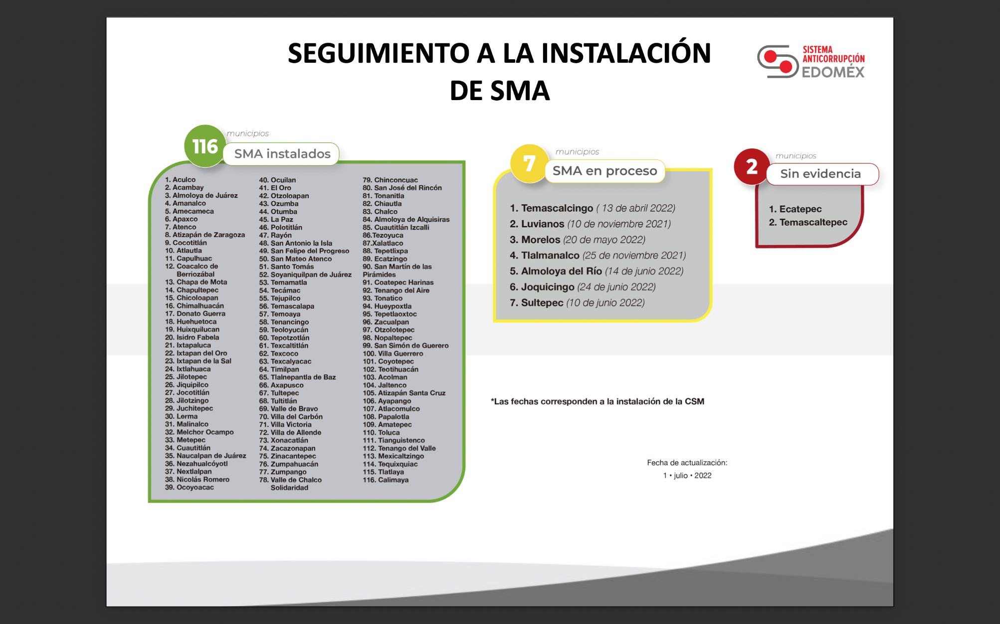 SEGUIMIENTO A LA INSTALACIÓN
DE SMA
SISTEMA
ANTICORRUPCIÓN
EDOMÉX
116
municipios
SMA instalados
1. Aculco
2. Acambay
3. Almoloya de Juárez
4. Amanalco
5. Amecameca
6. Apaxco
7. Atenco
8. Atizapán de Zaragoza
9. Cocotitlán
10. Atlautla
11. Capulhuac
12. Coacalco de
Berriozábal
13. Chapa de Mota
14. Chapultepec
15. Chicoloapan
16. Chimalhuacán
17. Donato Guerra
18. Huehuetoca
19. Huixquilucan
20. Isidro Fabela
21. Ixtapaluca
22. Ixtapan del Oro
23. Ixtapan de la Sal
24. Ixtlahuaca
25. Jilotepec
26. Jiquipilco
27. Jocotitlán
28. Jilotzingo
29. Juchitepec
30. Lerma
31. Malinalco
32. Melchor Ocampo
33. Metepec
34. Cuautitlán
35. Naucalpan de Juárez
36. Nezahualcóyotl
37. Nextlalpan
38. Nicolás Romero
39. Ocoyoacac
40. Ocuilan
41. El Oro
42. Otzoloapan
43. Ozumba
44. Otumba
45. La Paz
46. Polotitlán
47. Rayón
48. San Antonio la Isla
49. San Felipe del Progreso
50. San Mateo Atenco
51. Santo Tomás
52. Soyaniquilpan de Juárez
53. Temamatla
54. Tecámac
55. Tejupilco
56. Temascalapa
57. Temoaya
58. Tenancingo
59. Teoloyucán
60. Tepotzotlán
61. Texcaltitlán
62. Texcoco
63. Texcalyacac
64. Timilpan
65. Tlalnepantla de Baz
66. Axapusco
67. Tultepec
68. Tultitlán
69. Valle de Bravo
70. Villa del Carbón
71. Villa Victoria
72. Villa de Allende
73. Xonacatlán
74. Zacazonapan
75. Zinacantepec
76. Zumpahuacán
77. Zumpango
78. Valle de Chalco
Solidaridad
79. Chinconcuac
80. San José del Rincón
81. Tonanitla
82. Chiautla
83. Chalco
84. Almoloya de Alquisiras
85. Cuautitlán Izcalli
86.Tezoyuca
87.Xalatlaco
88. Tepetlixpa
89. Ecatzingo
90. San Martín de las
Pirámides
91. Coatepec Harinas
92. Tenango del Aire
93. Tonatico
94. Hueypoxtla
95. Tepetlaoxtoc
96. Zacualpan
97. Otzolotepec
98. Nopaltepec
99. San Simón de Guerero
100. Villa Guerrero
101. Coyotepec
102. Teotihuacán
103. Acolman
104. Jaltenco
105. Atizapán Santa Cruz
106. Ayapango
107. Atlacomulco
108. Papalotla
109. Amatepec
110. Toluca
111. Tianguistenco
112. Tenango del Valle
113. Mexicaltzingo
114. Tequixquiac
115. Tlatlaya
116. Calimaya
7
municipios
SMA en proceso
1. Temascalcingo ( 13 de abril 2022)
2. Luvianos (10 de noviembre 2021)
3. Morelos (20 de mayo 2022)
4. Tlalmanalco (25 de noviembre 2021)
5. Almoloya del Río (14 de junio 2022)
6. Joquicingo (24 de junio 2022)
7. Sultepec (10 de junio 2022)
2
municipios
Sin evidencia
1. Ecatepec
2. Temascaltepec
*Las fechas corresponden a la instalación de la CSM
Fecha de actualización:
1 • julio • 2022